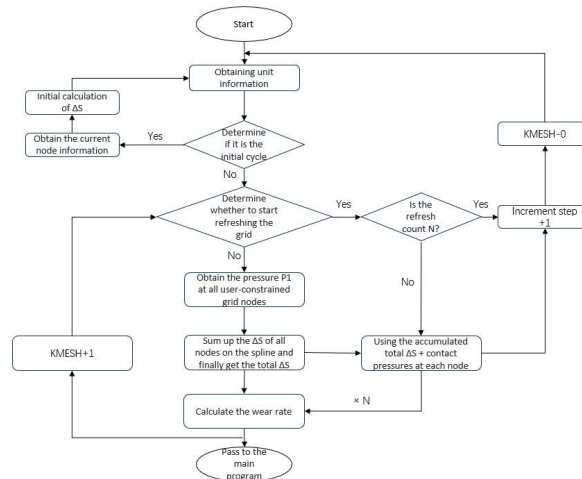 Start
Obtaining unit
information
Initial calculation
of ΔS
Obtain the current
node information
Yes
Determine
if it is the
initial cycle
KMESH-0
No
Determine
whether to start
refreshing the
grid
Yes
Is the
refresh
count N?
Yes
Increment step
+1
No
Obtain the pressure P1
at all user-constrained
grid nodes
No
KMESH+1
Sum up the ΔS of all
nodes on the spline and
finally get the total ΔS
Using the accumulated
total ΔS + contact
pressures at each node
× N
Calculate the wear rate
Pass to the
main
program